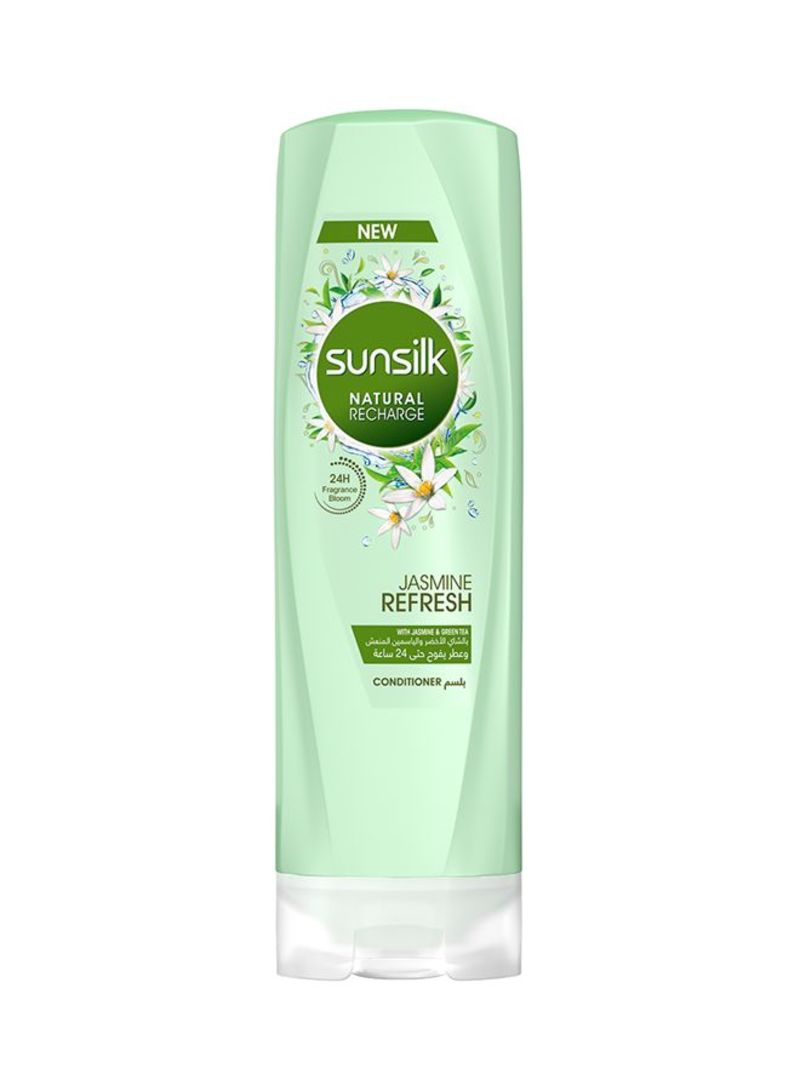 NEW
sunsilk
NATURAL
RECHARGE
24H
Fragrance
Bloom
JASMINE
REFRESH
WITH JASMINE & GREEN TEA
بالشاي الأخضر والياسمين المنعش
وعطر يفوح حتى 24 ساعة
CONDITIONER بلسم